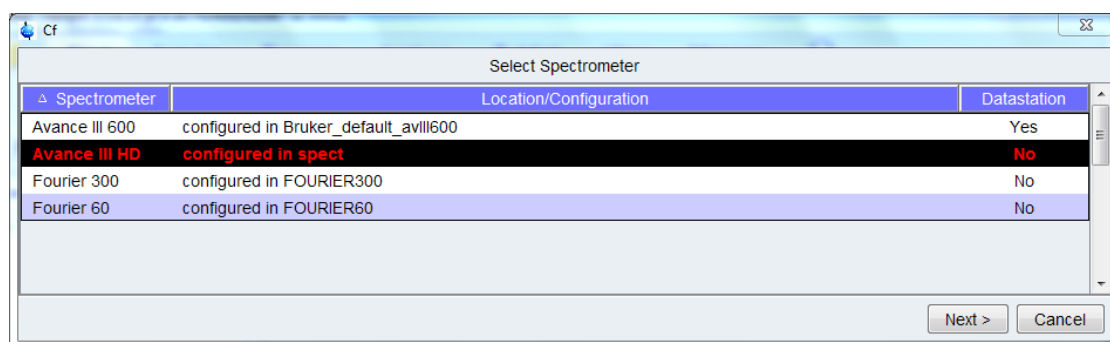 Cf
Select Spectrometer
Spectrometer Location/Configuration Datastation
Avance III 600 configured in Bruker_default_avIII600 Yes
Avance III HD configured in spect No
Fourier 300 configured in FOURIER300 No
Fourier 60 configured in FOURIER60 No
Next > Cancel